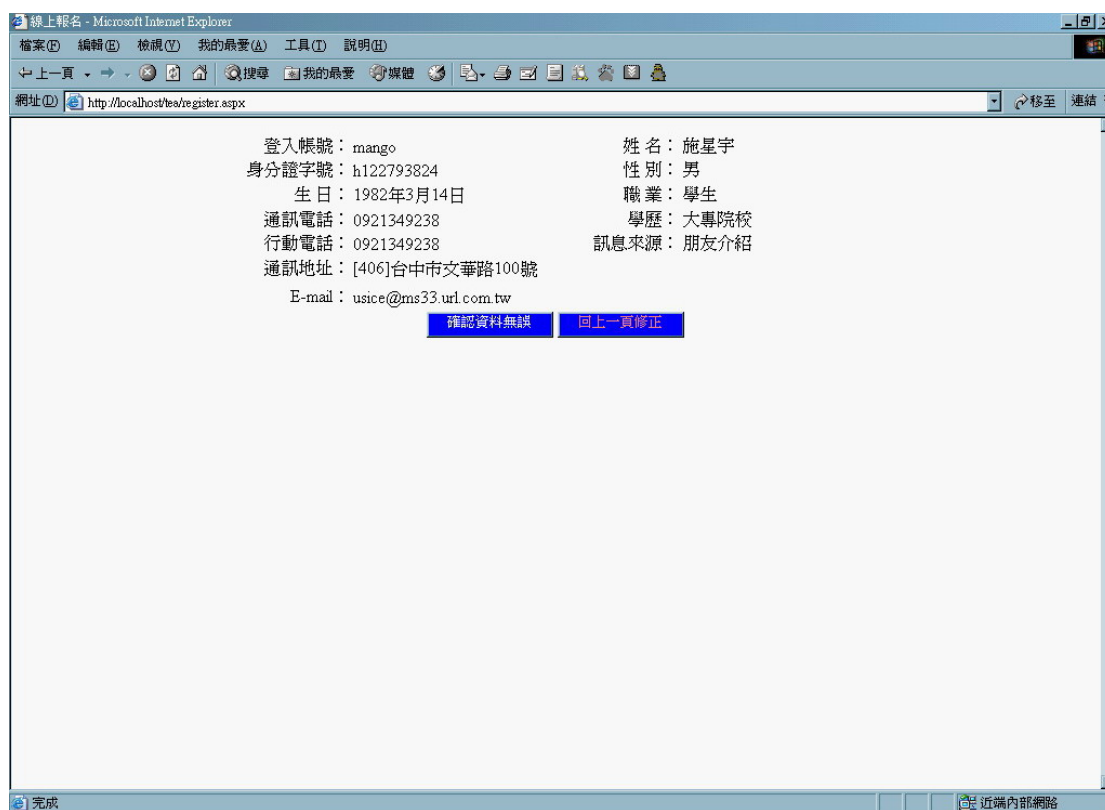 線上報名 - Microsoft Internet Explorer
檔案(F) 編輯(E) 檢視(V) 我的最愛(A) 工具(T) 說明(H)
上一頁 搜尋 我的最愛 媒體
網址(D) http://localhost/tea/register.aspx 移至 連結
登入帳號：mango 姓 名：施星宇
身分證字號：h122793824 性 別：男
生 日：1982年3月14日 職 業：學生
通訊電話：0921349238 學歷：大專院校
行動電話：0921349238 訊息來源：朋友介紹
通訊地址：[406]台中市文華路100號
E-mail：usice@ms33.url.com.tw
確認資料無誤 回上一頁修正
完成 近端內部網路